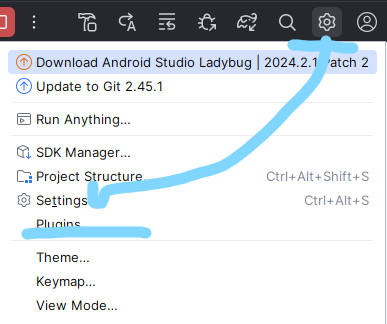 Download Android Studio Ladybug | 2024.2.1 Patch 2
Update to Git 2.45.1
Run Anything...
SDK Manager...
Project Structure... Ctrl+Alt+Shift+S
Settings Ctrl+Alt+S
Plugins
Theme...
Keymap...
View Mode...